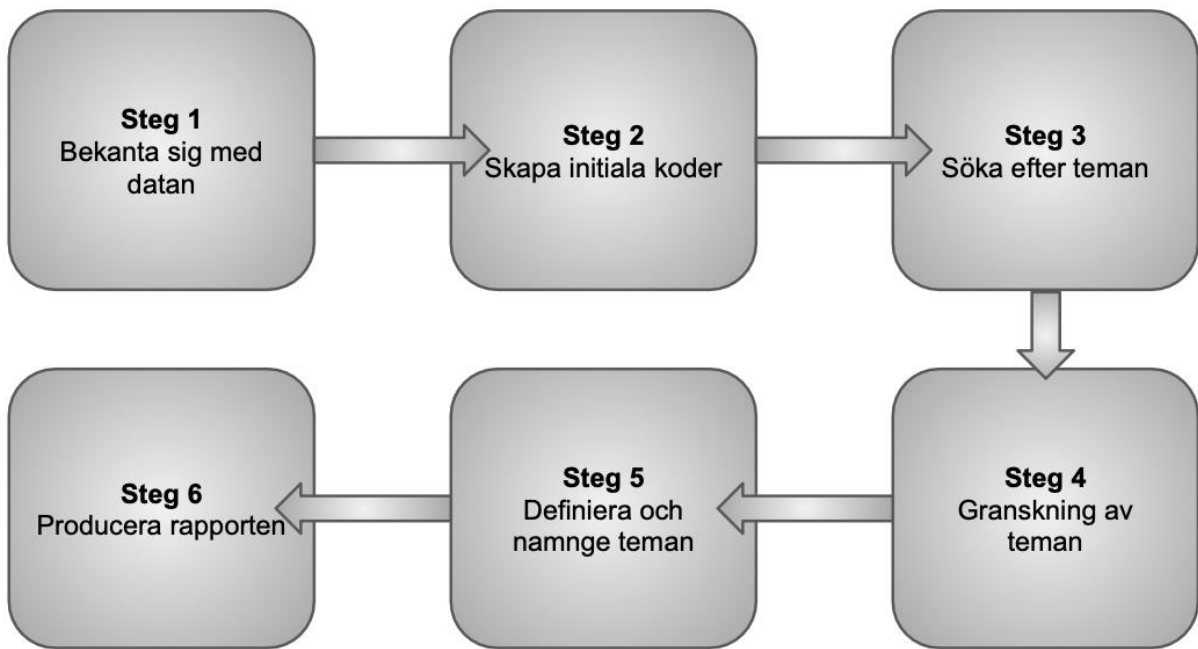 Steg 1
Bekanta sig med
datan
Steg 2
Skapa initiala koder
Steg 3
Söka efter teman
Steg 4
Granskning av
teman
Steg 5
Definiera och
namnge teman
Steg 6
Producera rapporten